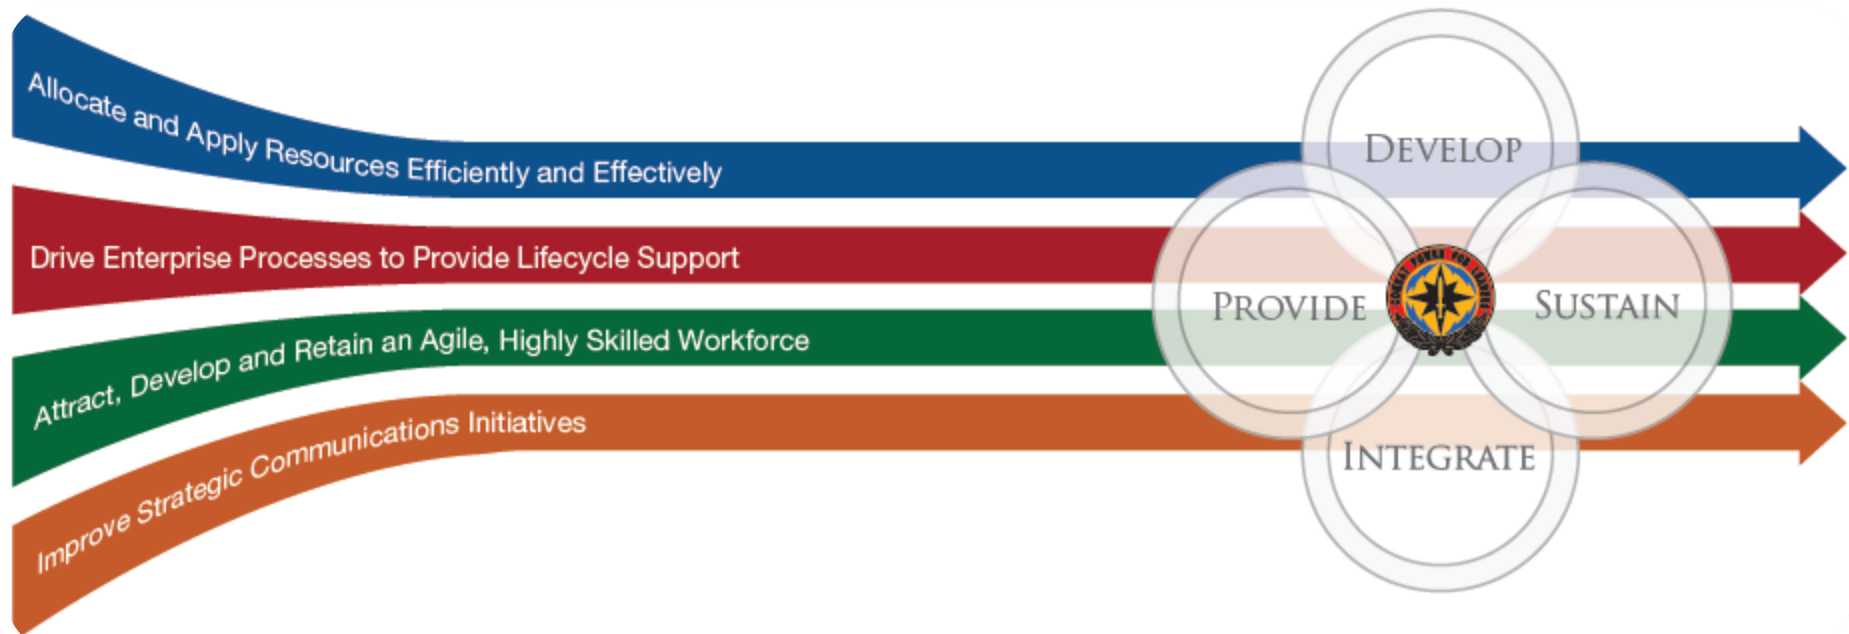 Allocate and Apply Resources Efficiently and Effectively
Drive Enterprise Processes to Provide Lifecycle Support
Attract, Develop and Retain an Agile, Highly Skilled Workforce
Improve Strategic Communications Initiatives
DEVELOP
PROVIDE
SUSTAIN
INTEGRATE